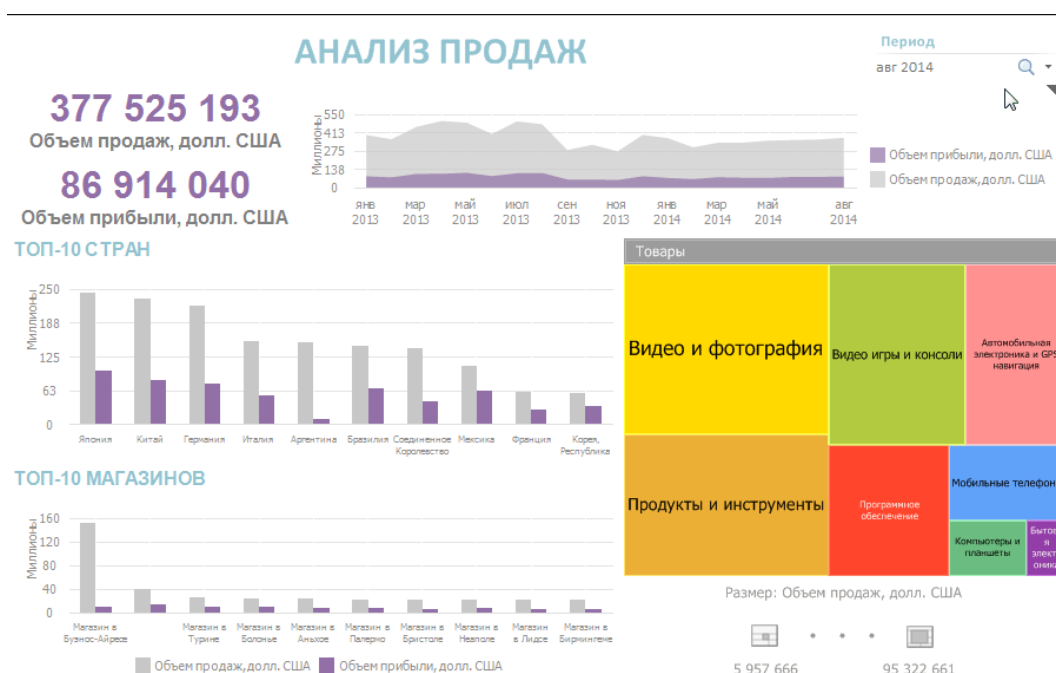 АНАЛИЗ ПРОДАЖ
Период
авг 2014
377 525 193
Объем продаж, долл. США
86 914 040
Объем прибыли, долл. США
Миллионы
550
413
275
138
0
янв 2013
мар 2013
май 2013
июл 2013
сен 2013
ноя 2013
янв 2014
мар 2014
май 2014
авг 2014
Объем прибыли, долл. США
Объем продаж, долл. США
ТОП-10 СТРАН
Миллионы
250
188
125
63
0
Япония
Китай
Германия
Италия
Аргентина
Бразилия
Соединенное
Королевство
Мексика
Франция
Корея,
Республика
ТОП-10 МАГАЗИНОВ
Миллионы
160
120
80
40
0
Магазин в
Буэнос-Айресе
Магазин в
Турине
Магазин в
Болонье
Магазин в
Аньхое
Магазин в
Палермо
Магазин в
Бристоле
Магазин в
Неаполе
Магазин
в Лидсе
Магазин в
Бирмингеме
Объем продаж, долл. США
Объем прибыли, долл. США
Товары
Видео и фотография
Видео игры и консоли
Автомобильная
электроника и GPS
навигация
Продукты и инструменты
Программное
обеспечение
Мобильные телефон
Компьютеры и
планшеты
Бытов
я
элект
оника
Размер: Объем продаж, долл. США
5 957 666
95 322 661